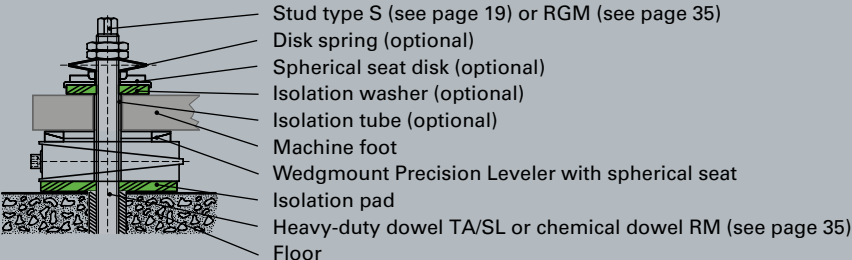 Stud type S (see page 19) or RGM (see page 35)
Disk spring (optional)
Spherical seat disk (optional)
Isolation washer (optional)
Isolation tube (optional)
Machine foot
Wedgmount Precision Leveler with spherical seat
Isolation pad
Heavy-duty dowel TA/SL or chemical dowel RM (see page 35)
Floor